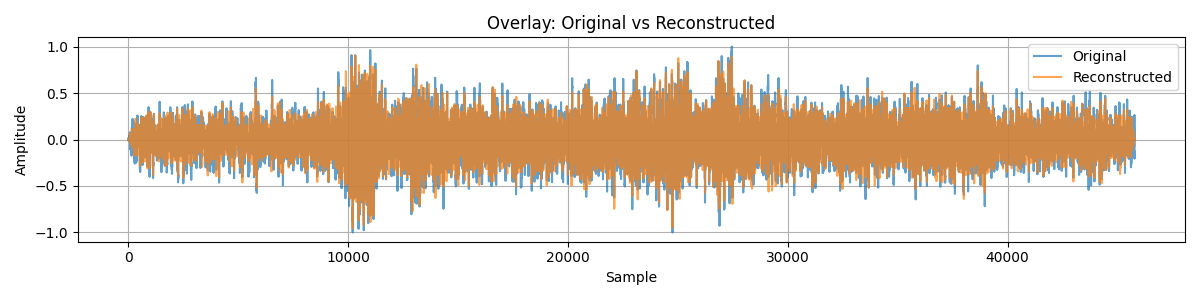 Overlay: Original vs Reconstructed
1.0
0.5
0.0
−0.5
−1.0
Amplitude
Original
Reconstructed
0
10000
20000
30000
40000
Sample